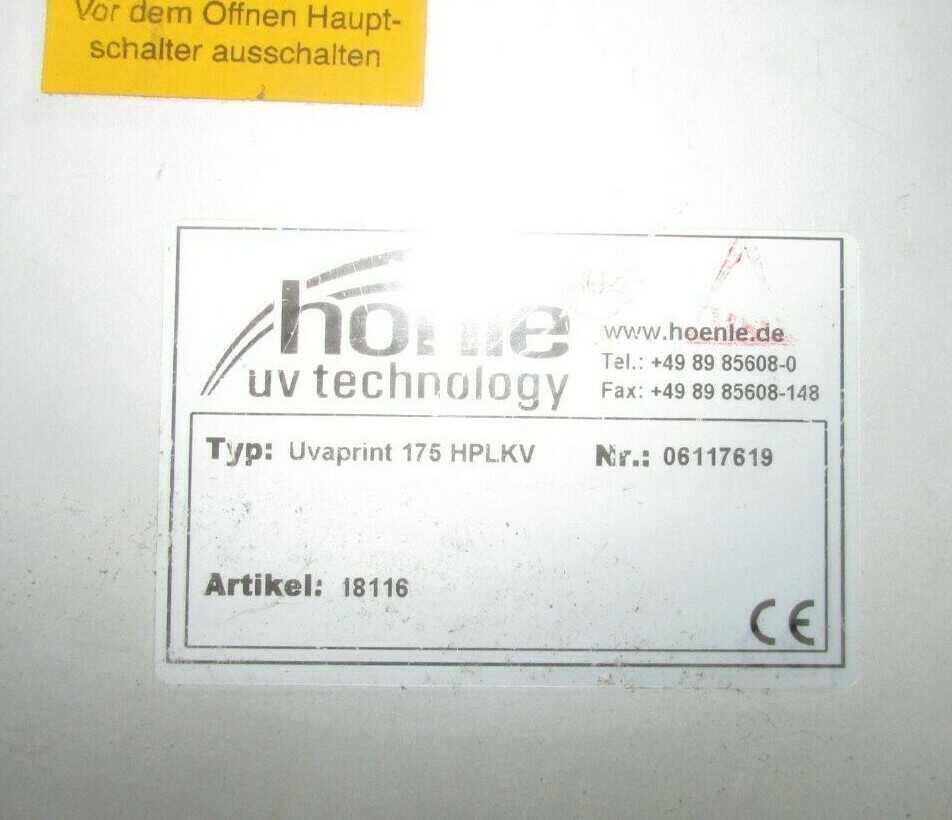 Vor dem Öffnen Haupt-
schalter ausschalten
honle
uv technology
www.hoenle.de
Tel.: +49 89 85608-0
Fax: +49 89 85608-148
Typ: Uvaprint 175 HPLKV Nr.: 06117619
Artikel: 18116
CE